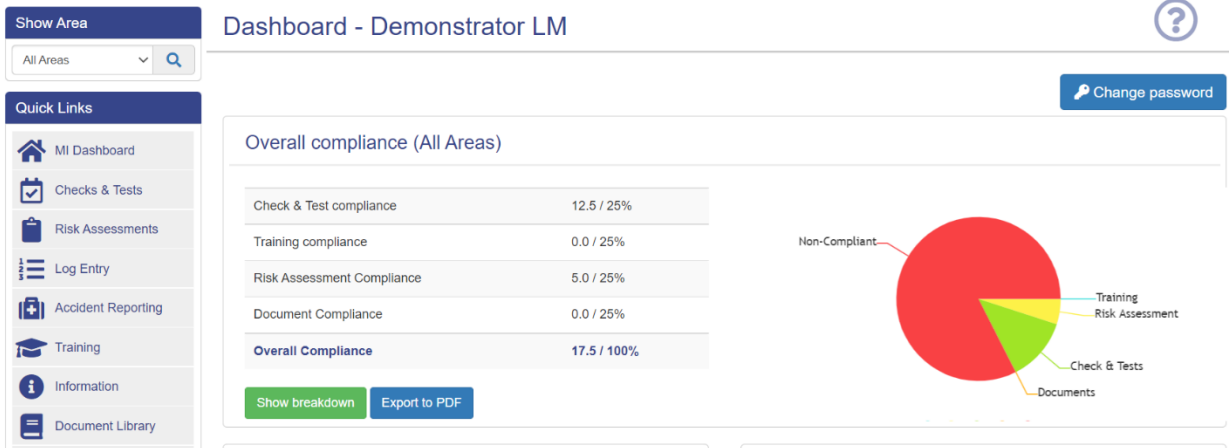 Show Area
All Areas
Quick Links
MI Dashboard
Checks & Tests
Risk Assessments
Log Entry
Accident Reporting
Training
Information
Document Library
Dashboard - Demonstrator LM
?
Change password
Overall compliance (All Areas)
Check & Test compliance 12.5 / 25%
Training compliance 0.0 / 25%
Risk Assessment Compliance 5.0 / 25%
Document Compliance 0.0 / 25%
Overall Compliance 17.5 / 100%
Show breakdown Export to PDF
Non-Compliant
Training
Risk Assessment
Check & Tests
Documents